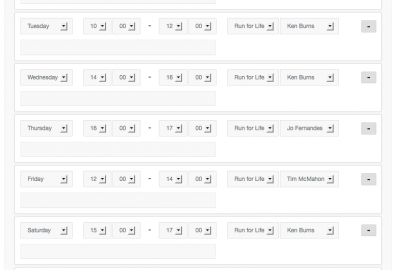 Tuesday 10 00 - 12 00 Run for Life Ken Burns -
Wednesday 14 00 - 16 00 Run for Life Ken Burns -
Thursday 16 00 - 17 00 Run for Life Jo Fernandes -
Friday 12 00 - 14 00 Run for Life Tim McMahon -
Saturday 15 00 - 17 00 Run for Life Ken Burns -